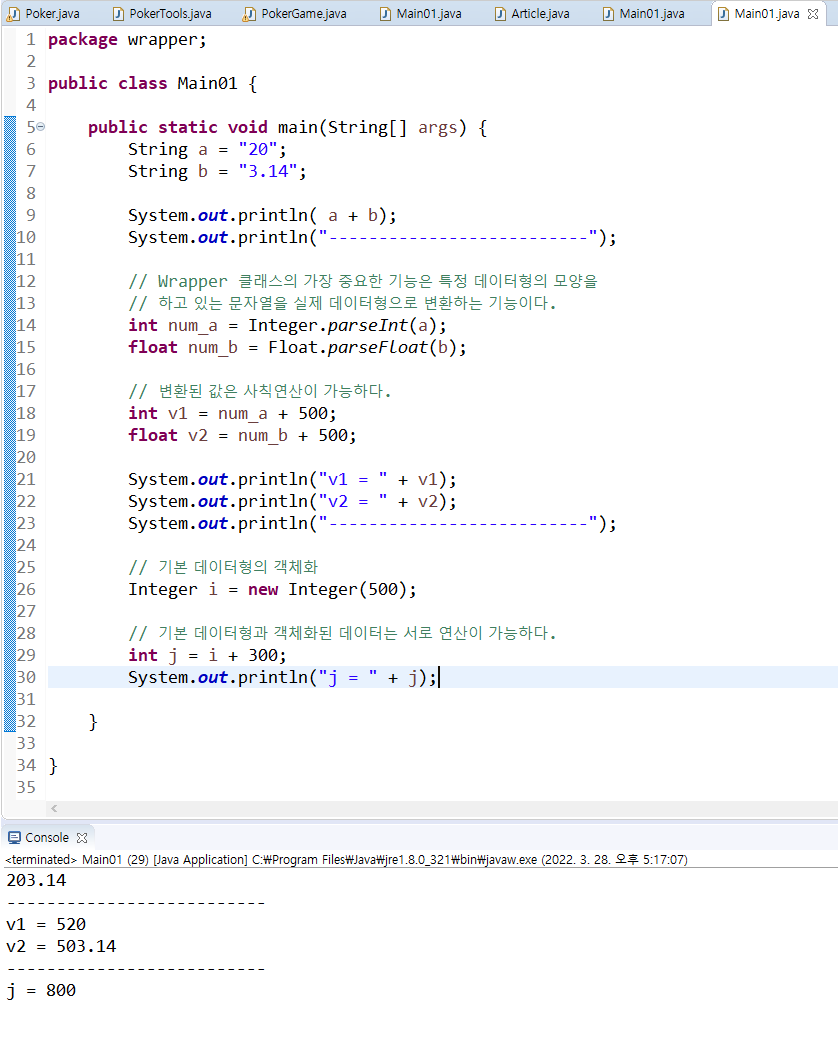 Poker.java PokerTools.java PokerGame.java Main01.java Article.java Main01.java Main01.java
1 package wrapper;
2
3 public class Main01 {
4
5 public static void main(String[] args) {
6 String a = "20";
7 String b = "3.14";
8
9 System.out.println( a + b);
10 System.out.println("--------------------------");
11
12 // Wrapper 클래스의 가장 중요한 기능은 특정 데이터형의 모양을
13 // 하고 있는 문자열을 실제 데이터형으로 변환하는 기능이다.
14 int num_a = Integer.parseInt(a);
15 float num_b = Float.parseFloat(b);
16
17 // 변환된 값은 사칙연산이 가능하다.
18 int v1 = num_a + 500;
19 float v2 = num_b + 500;
20
21 System.out.println("v1 = " + v1);
22 System.out.println("v2 = " + v2);
23 System.out.println("--------------------------");
24
25 // 기본 데이터형의 객체화
26 Integer i = new Integer(500);
27
28 // 기본 데이터형과 객체화된 데이터는 서로 연산이 가능하다.
29 int j = i + 300;
30 System.out.println("j = " + j);
31
32 }
33
34 }
35
Console
<terminated> Main01 (29) [Java Application] C:₩Program Files₩Java₩jre1.8.0_321₩bin₩javaw.exe (2022. 3. 28. 오후 5:17:07)
203.14
--------------------------
v1 = 520
v2 = 503.14
--------------------------
j = 800